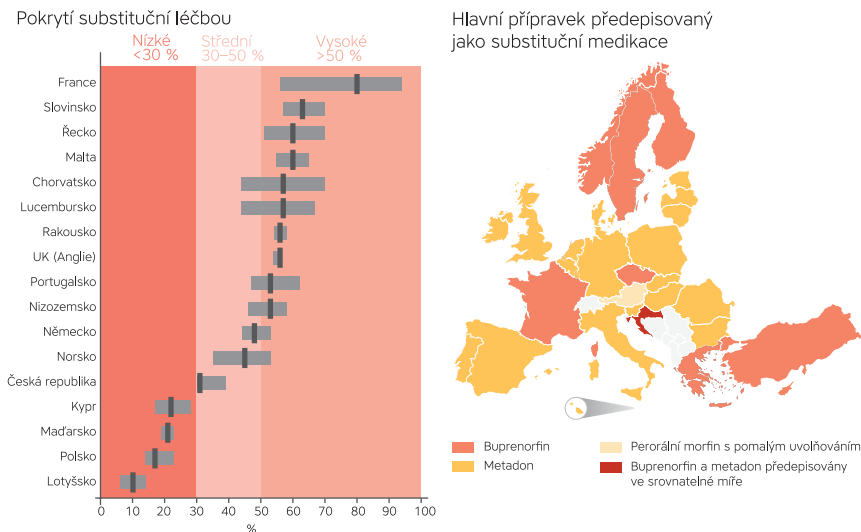 Pokrytí substituční léčbou
Nízké
<30 %
Střední
30–50 %
Vysoké
>50 %
France
Slovinsko
Řecko
Malta
Chorvatsko
Lucembursko
Rakousko
UK (Anglie)
Portugalsko
Nizozemsko
Německo
Norsko
Česká republika
Kypr
Maďarsko
Polsko
Lotyšsko
0 10 20 30 40 50 60 70 80 90 100
%
Hlavní přípravek předepisovaný
jako substituční medikace
Buprenorfin
Metadon
Perorální morfin s pomalým uvolňováním
Buprenorfin a metadon předepisovány
ve srovnatelné míře